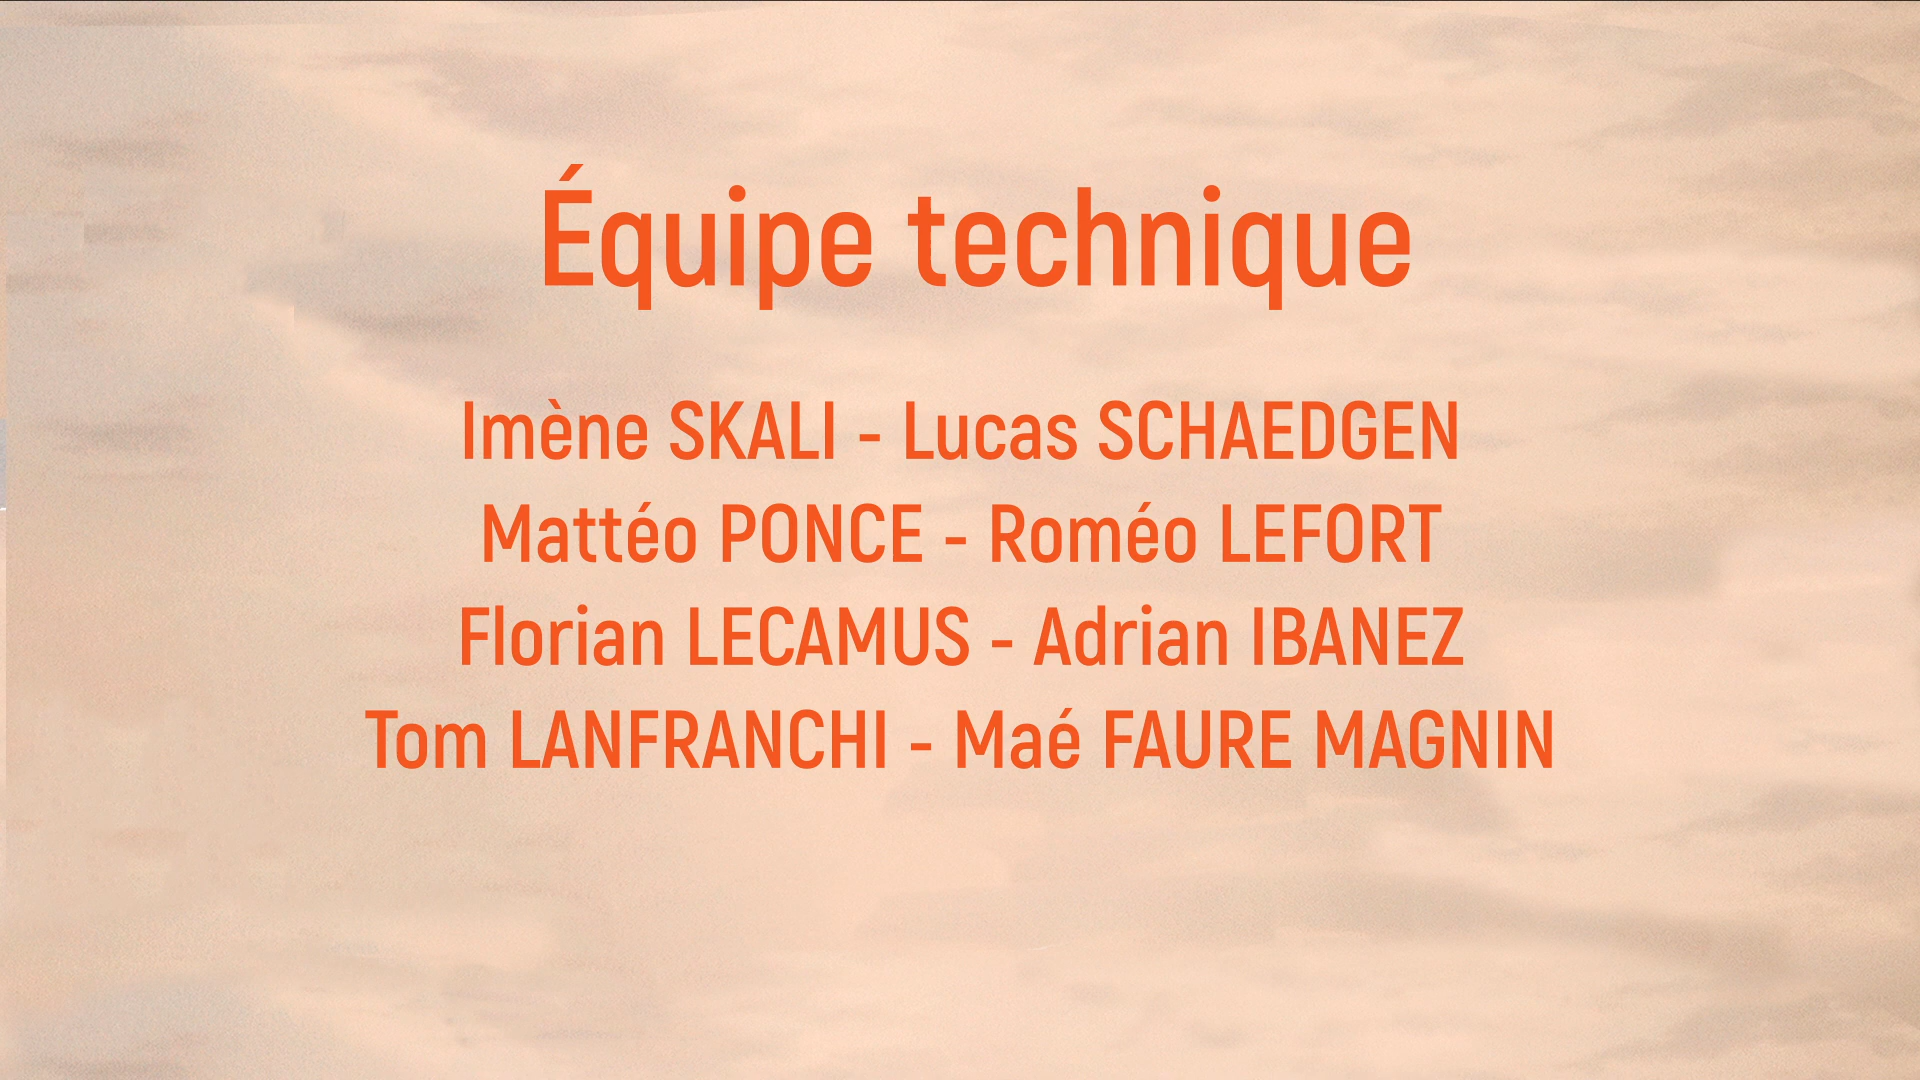 Équipe technique
Imène SKALI - Lucas SCHAEDGEN
Mattéo PONCE - Roméo LEFORT
Florian LECAMUS - Adrian IBANEZ
Tom LANFRANCHI - Maé FAURE MAGNIN